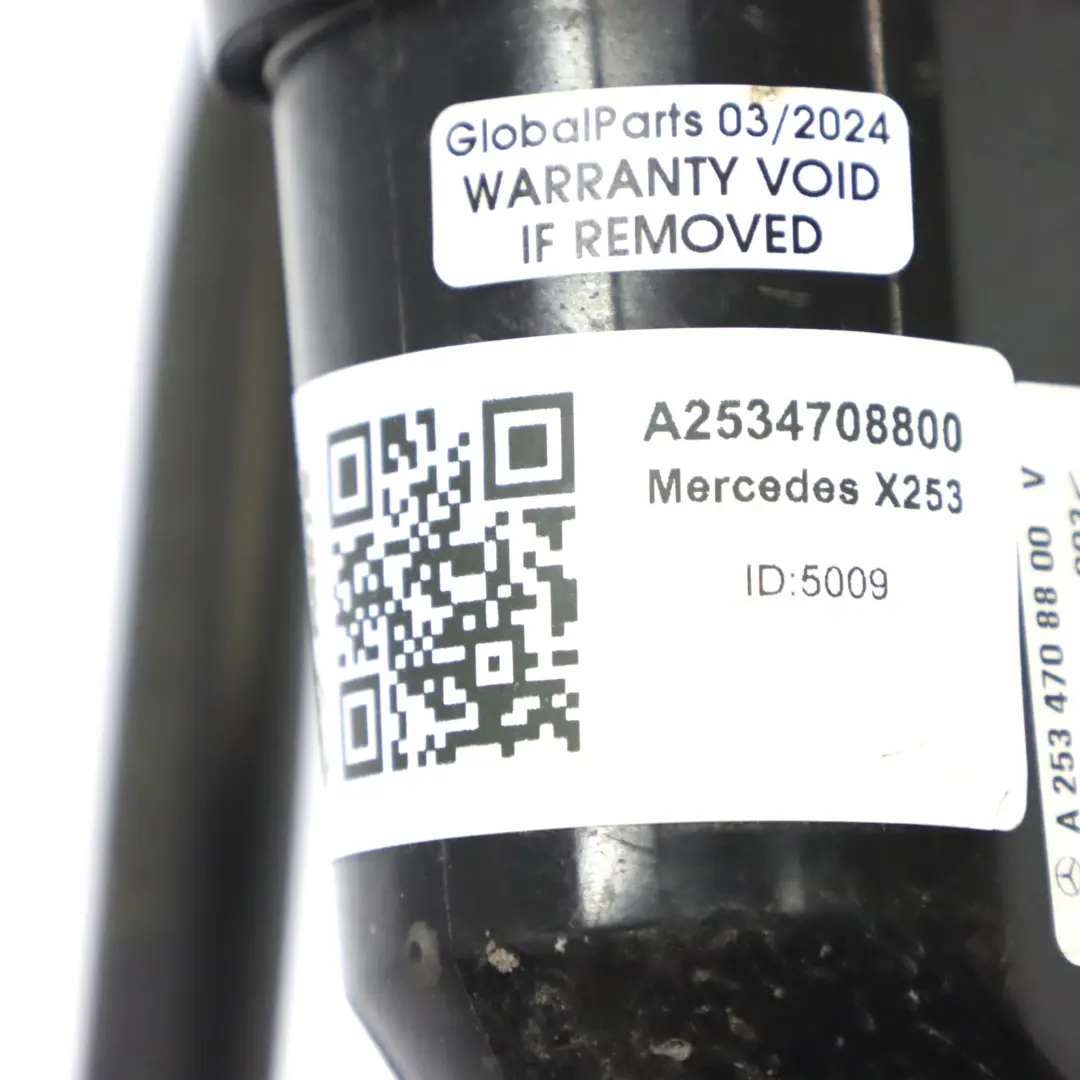 GlobalParts 03/2024
WARRANTY VOID
IF REMOVED
A2534708800
Mercedes X253
ID:5009
A 253 470 88 00 V